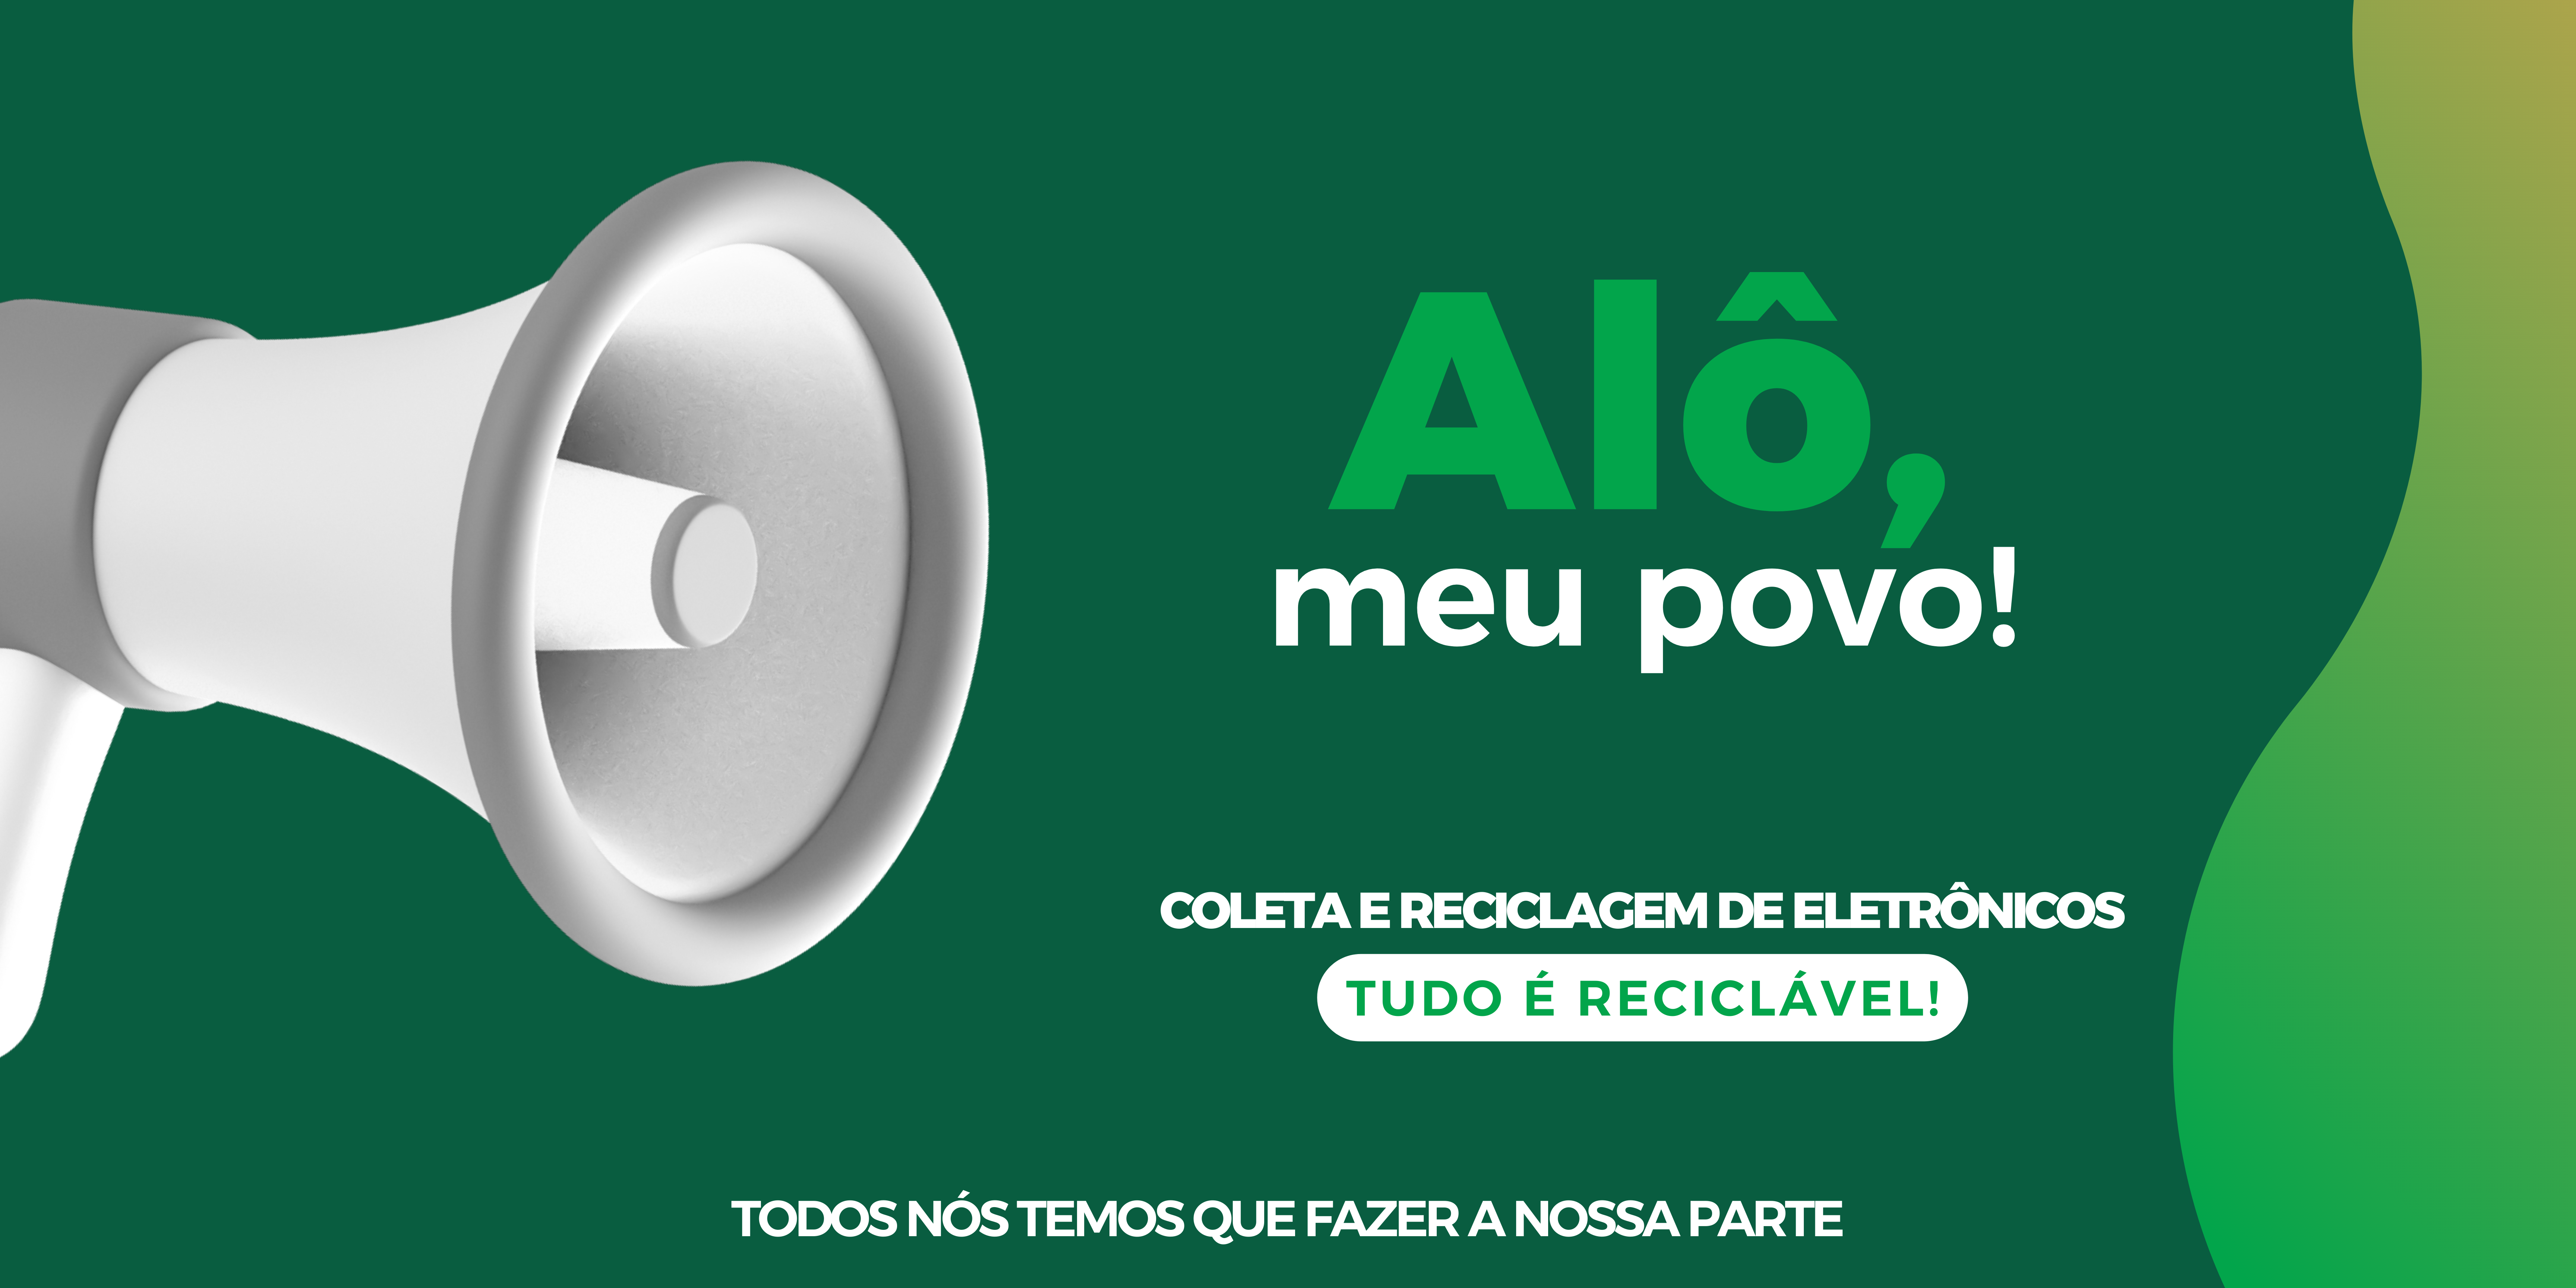 Alô,
meu povo!
COLETA E RECICLAGEM DE ELETRÔNICOS
TUDO É RECICLÁVEL!
TODOS NÓS TEMOS QUE FAZER A NOSSA PARTE